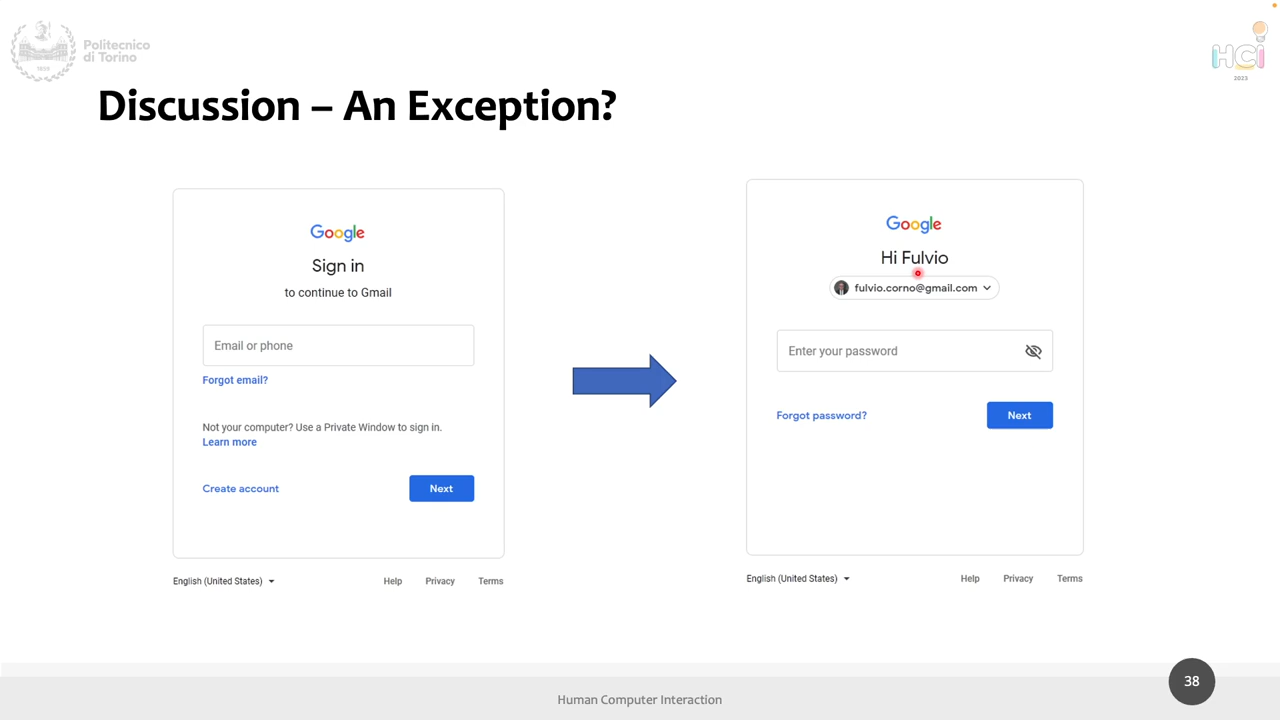 Politecnico
di Torino
1859
HCI
2023
Discussion – An Exception?
Google
Sign in
to continue to Gmail
Email or phone
Forgot email?
Not your computer? Use a Private Window to sign in.
Learn more
Create account
Next
English (United States)
Help
Privacy
Terms
Google
Hi Fulvio
fulvio.corno@gmail.com
Enter your password
Forgot password?
Next
English (United States)
Help
Privacy
Terms
Human Computer Interaction
38